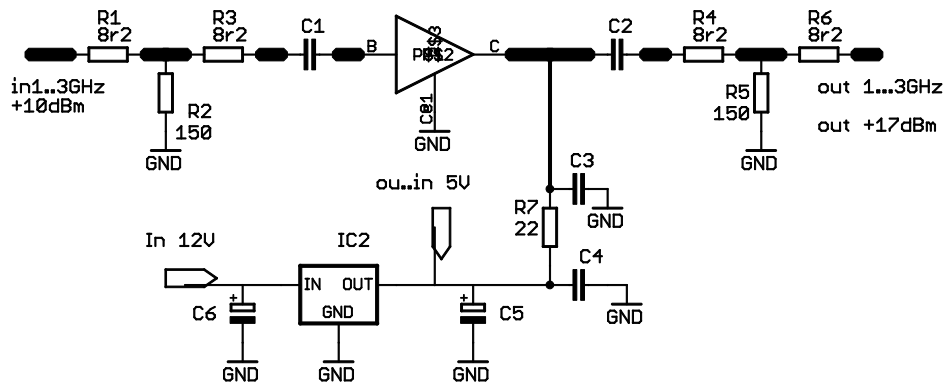 R1
8r2
R3
8r2
C1
C2
R4
8r2
R6
8r2
B
C
in1..3GHz
+10dBm
R2
150
GND
C@1
GND
R5
150
GND
out 1...3GHz
out +17dBm
ou..in 5V
C3
GND
R7
22
In 12V
IC2
IN
OUT
GND
C4
GND
+
C6
GND
GND
+
C5
GND